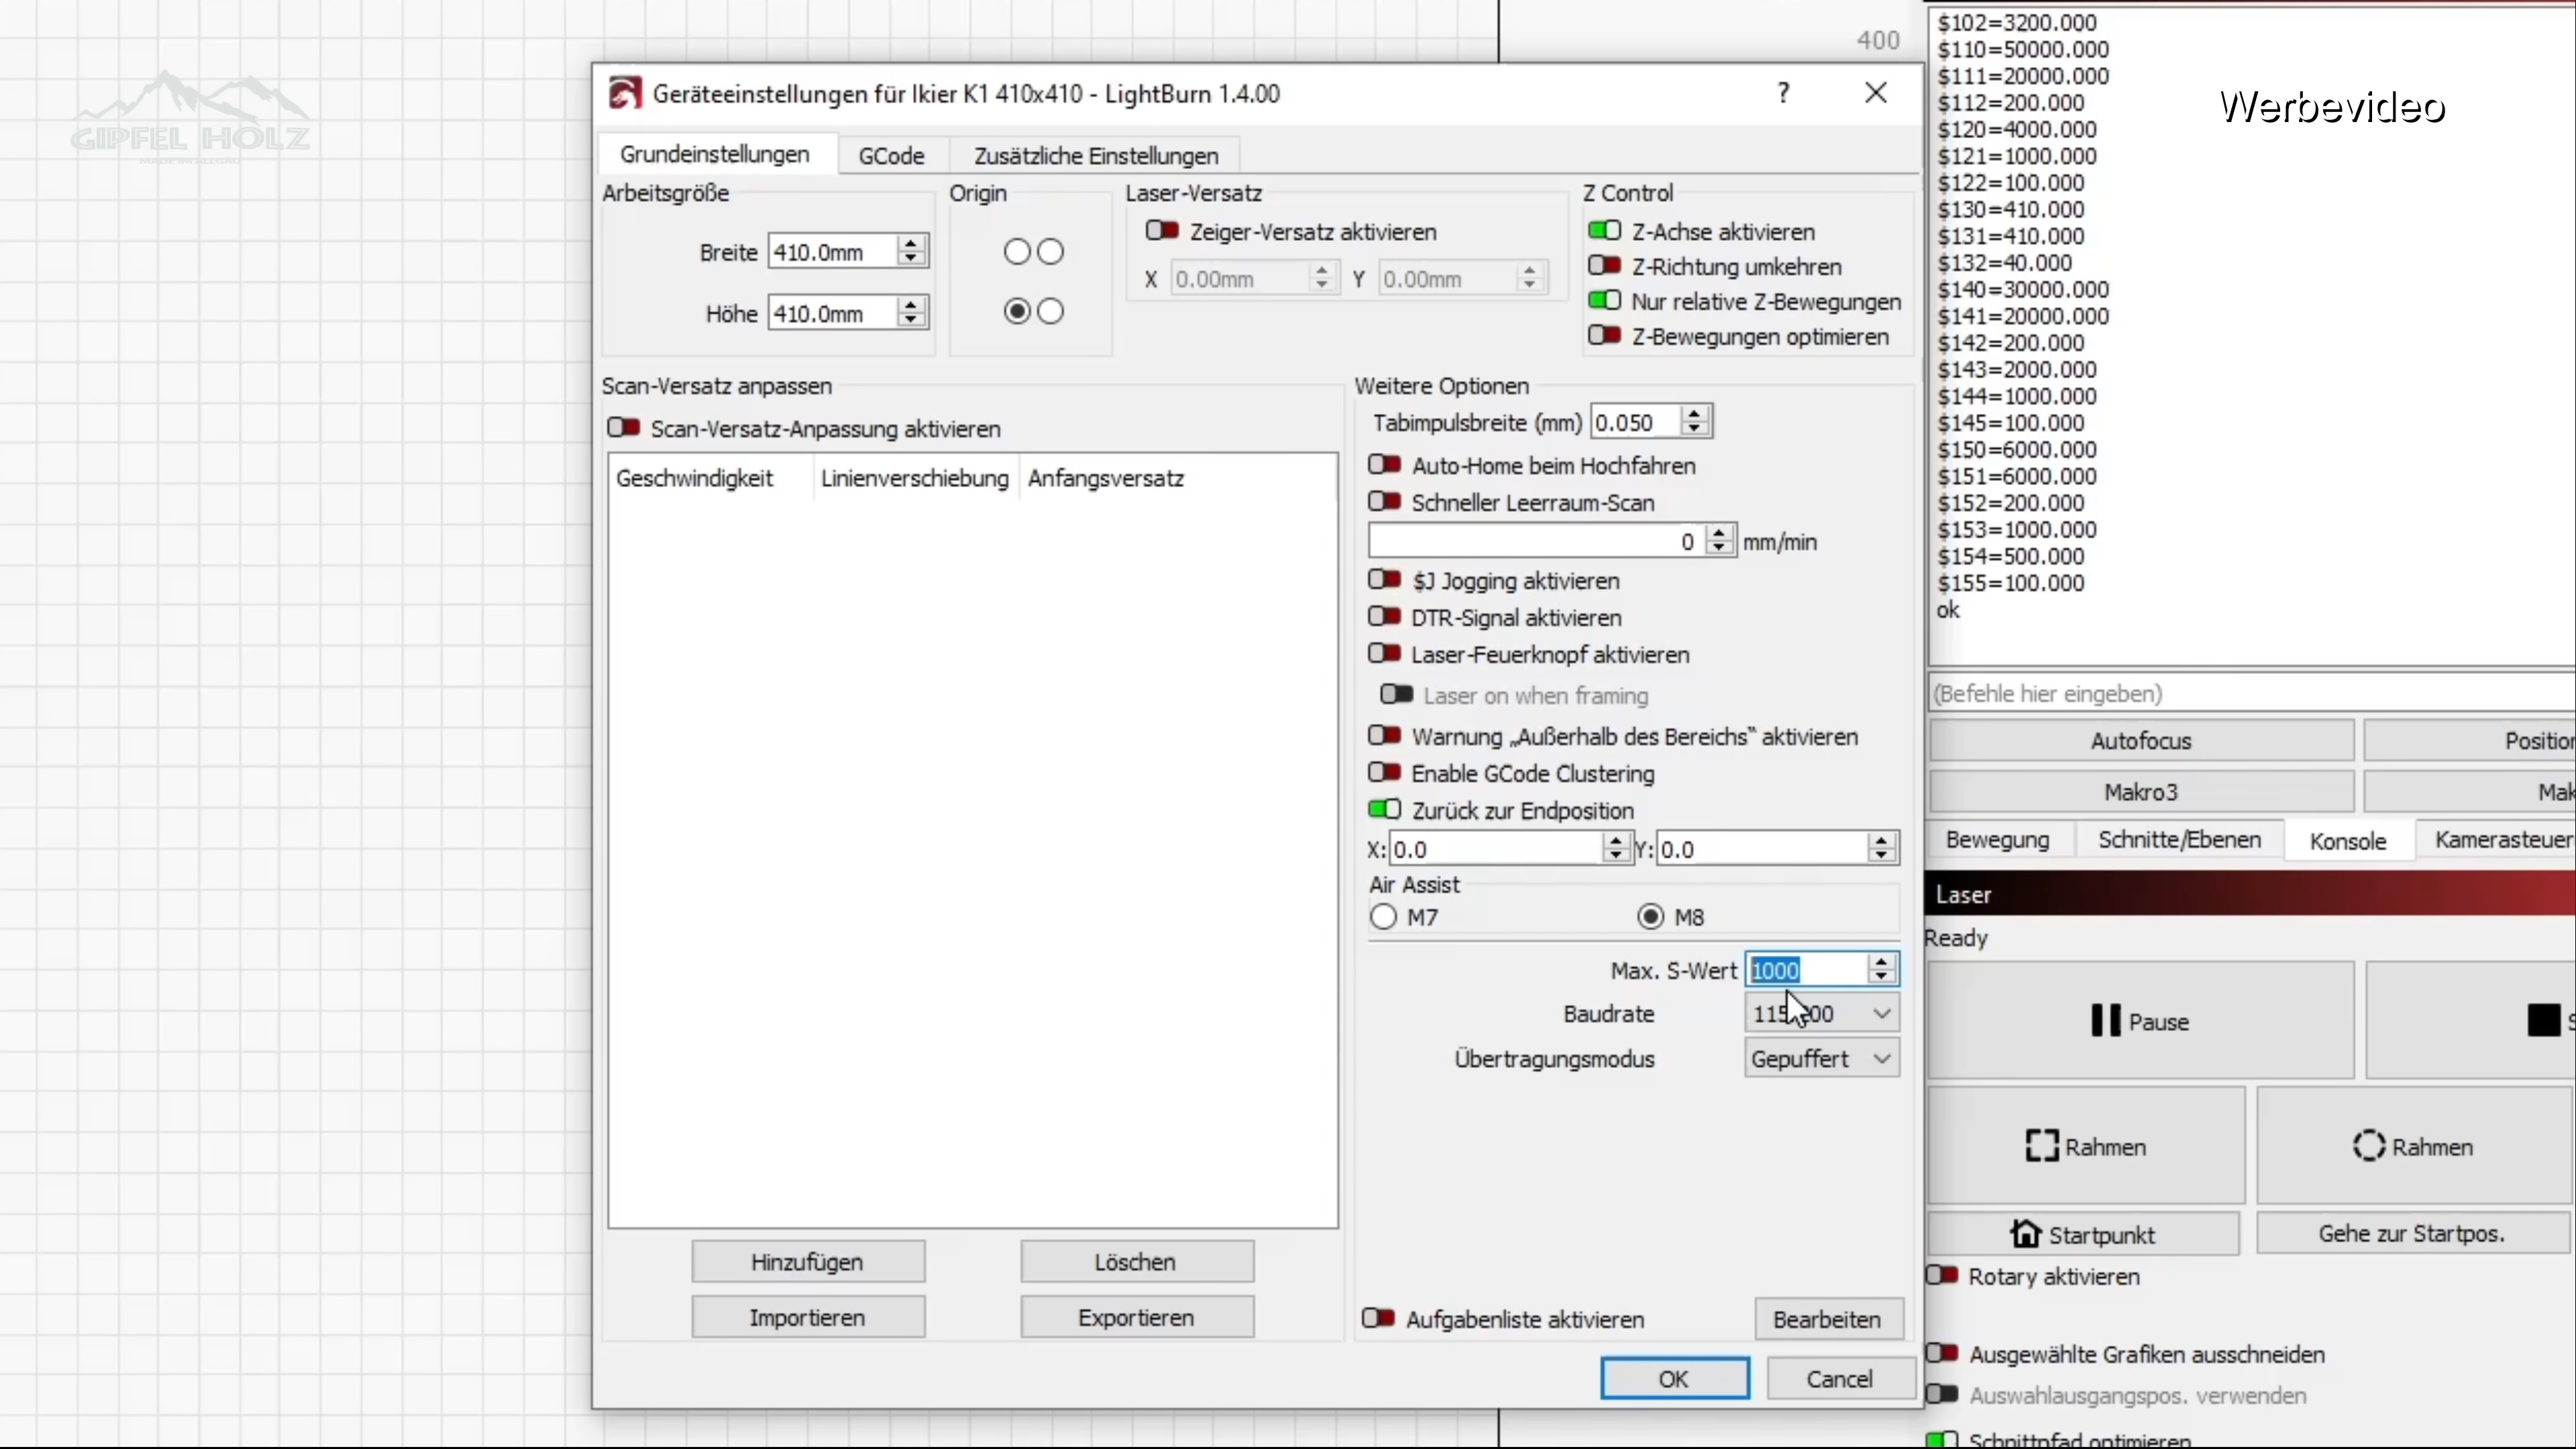 GIPFEL HOLZ
MADE IM ALLGÄU
Werbevideo
400
Geräteeinstellungen für Ikier K1 410x410 - LightBurn 1.4.00
?
Grundeinstellungen
GCode
Zusätzliche Einstellungen
Arbeitsgröße
Breite 410.0mm
Höhe 410.0mm
Origin
Laser-Versatz
Zeiger-Versatz aktivieren
X 0.00mm Y 0.00mm
Z Control
Z-Achse aktivieren
Z-Richtung umkehren
Nur relative Z-Bewegungen
Z-Bewegungen optimieren
Scan-Versatz anpassen
Scan-Versatz-Anpassung aktivieren
Geschwindigkeit Linienverschiebung Anfangsversatz
Hinzufügen Löschen
Importieren Exportieren
Weitere Optionen
Tabimpulsbreite (mm) 0.050
Auto-Home beim Hochfahren
Schneller Leerraum-Scan
0 mm/min
$J Jogging aktivieren
DTR-Signal aktivieren
Laser-Feuerknopf aktivieren
Laser on when framing
Warnung „Außerhalb des Bereichs“ aktivieren
Enable GCode Clustering
Zurück zur Endposition
X: 0.0 Y: 0.0
Air Assist
M7 M8
Max. S-Wert 1000
Baudrate
Übertragungsmodus Gepuffert
Aufgabenliste aktivieren Bearbeiten
OK Cancel
$102=3200.000
$110=50000.000
$111=20000.000
$112=200.000
$120=4000.000
$121=1000.000
$122=100.000
$130=410.000
$131=410.000
$132=40.000
$140=30000.000
$141=20000.000
$142=200.000
$143=2000.000
$144=1000.000
$145=100.000
$150=6000.000
$151=6000.000
$152=200.000
$153=1000.000
$154=500.000
$155=100.000
ok
(Befehle hier eingeben)
Autofocus Position
Makro3 Mak
Bewegung Schnitte/Ebenen Konsole Kamerasteuer
Laser
Ready
Pause S
Rahmen Rahmen
Startpunkt Gehe zur Startpos.
Rotary aktivieren
Ausgewählte Grafiken ausschneiden
Auswahlausgangspos. verwenden
Schnittpfad optimieren